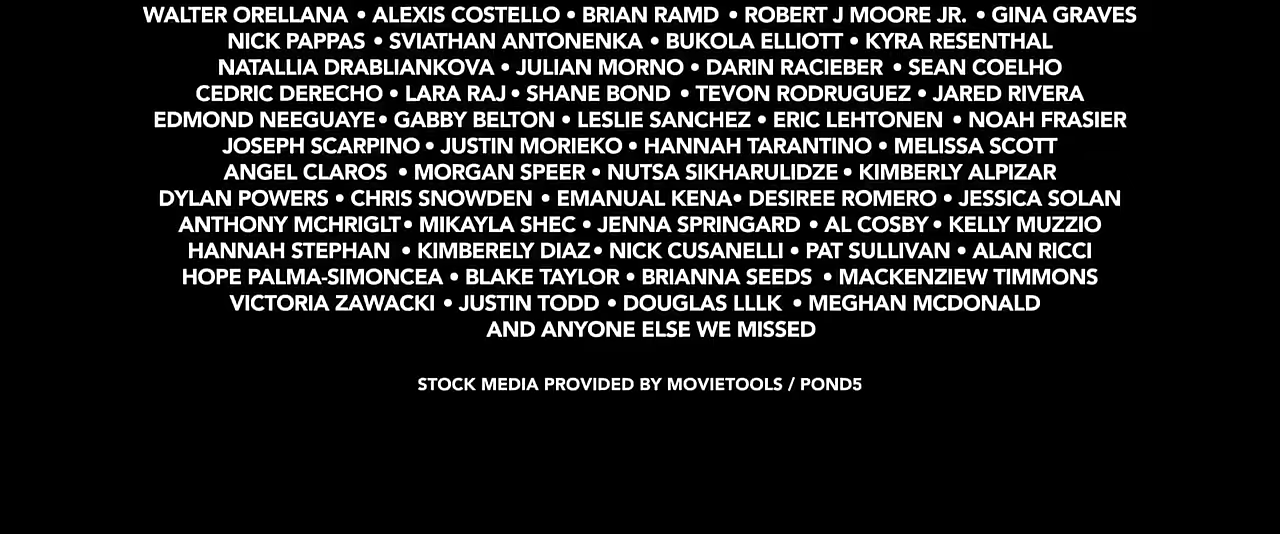 WALTER ORELLANA • ALEXIS COSTELLO • BRIAN RAMD • ROBERT J MOORE JR. • GINA GRAVES
NICK PAPPAS • SVIATHAN ANTONENKA • BUKOLA ELLIOTT • KYRA RESENTHAL
NATALLIA DRABLIANKOVA • JULIAN MORNO • DARIN RACIEBER • SEAN COELHO
CEDRIC DERECHO • LARA RAJ • SHANE BOND • TEVON RODRUGUEZ • JARED RIVERA
EDMOND NEEGUAYE • GABBY BELTON • LESLIE SANCHEZ • ERIC LEHTONEN • NOAH FRASIER
JOSEPH SCARPINO • JUSTIN MORIEKO • HANNAH TARANTINO • MELISSA SCOTT
ANGEL CLAROS • MORGAN SPEER • NUTSA SIKHARULIDZE • KIMBERLY ALPIZAR
DYLAN POWERS • CHRIS SNOWDEN • EMANUAL KENA • DESIREE ROMERO • JESSICA SOLAN
ANTHONY MCHRIGLT • MIKAYLA SHEC • JENNA SPRINGARD • AL COSBY • KELLY MUZZIO
HANNAH STEPHAN • KIMBERELY DIAZ • NICK CUSANELLI • PAT SULLIVAN • ALAN RICCI
HOPE PALMA-SIMONCEA • BLAKE TAYLOR • BRIANNA SEEDS • MACKENZIEW TIMMONS
VICTORIA ZAWACKI • JUSTIN TODD • DOUGLAS LLLK • MEGHAN MCDONALD
AND ANYONE ELSE WE MISSED
STOCK MEDIA PROVIDED BY MOVIETOOLS / POND5